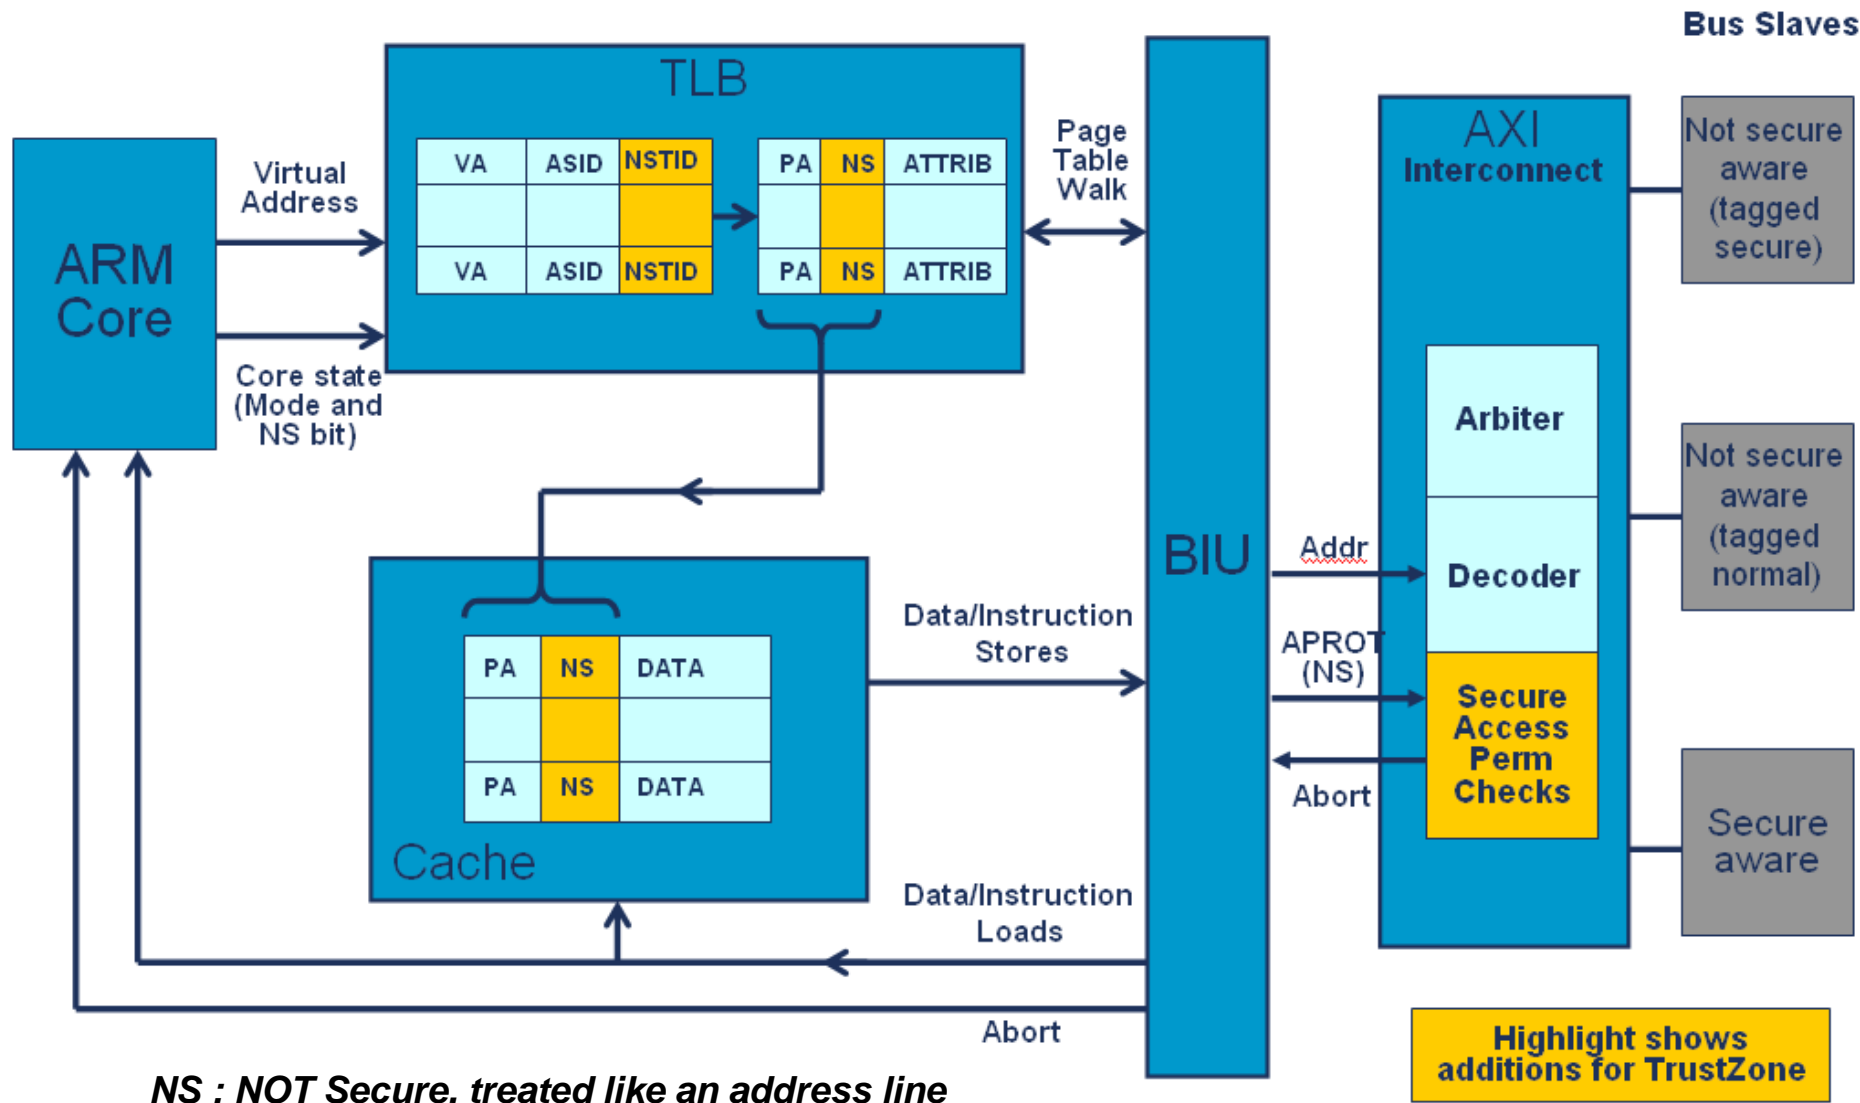 Bus Slaves
TLB
VA ASID NSTID
PA NS ATTRIB
VA ASID NSTID
PA NS ATTRIB
Virtual
Address
ARM
Core
Core state
(Mode and
NS bit)
Page
Table
Walk
BIU
AXI
Interconnect
Arbiter
Decoder
Secure
Access
Perm
Checks
Addr
APROT
(NS)
Abort
Not secure
aware
(tagged
secure)
Not secure
aware
(tagged
normal)
Secure
aware
PA NS DATA
PA NS DATA
Cache
Data/Instruction
Stores
Data/Instruction
Loads
Abort
Highlight shows
additions for TrustZone
NS : NOT Secure, treated like an address line